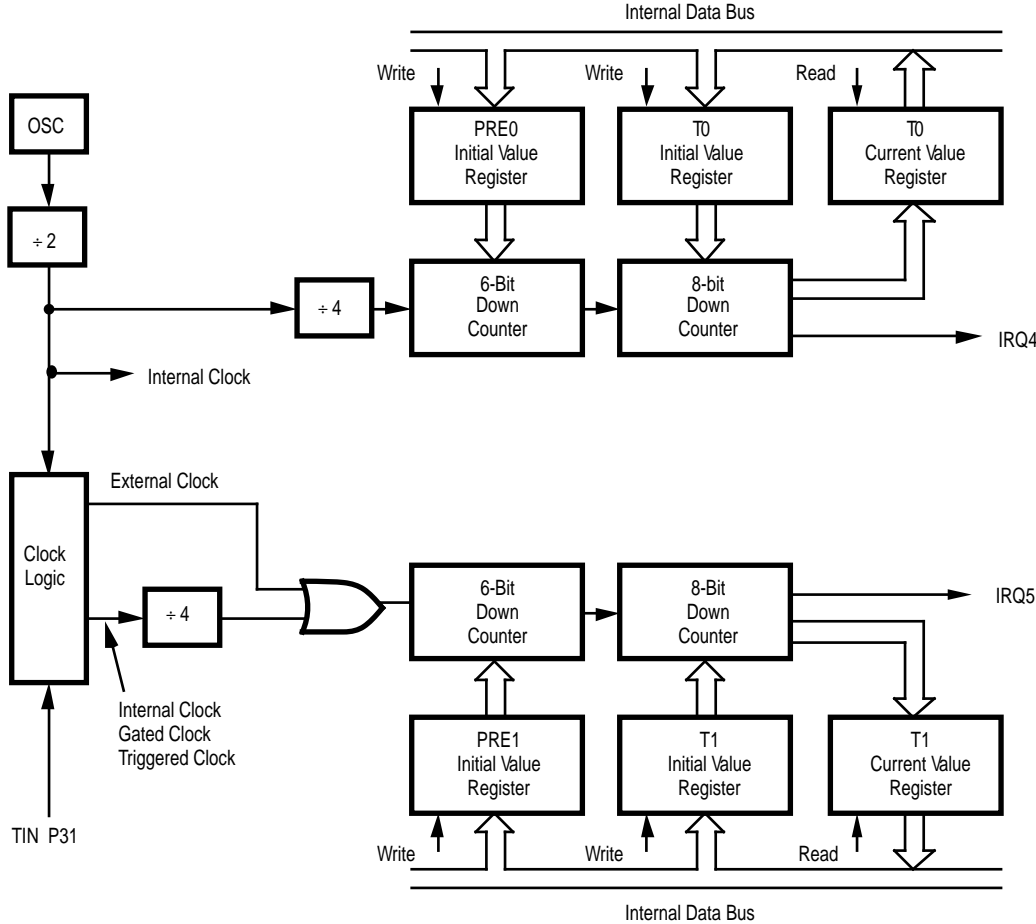 Internal Data Bus
Write
Write
Read
OSC
PRE0
Initial Value
Register
T0
Initial Value
Register
T0
Current Value
Register
÷ 2
÷ 4
6-Bit
Down
Counter
8-bit
Down
Counter
IRQ4
Internal Clock
External Clock
Clock
Logic
÷ 4
6-Bit
Down
Counter
8-Bit
Down
Counter
IRQ5
Internal Clock
Gated Clock
Triggered Clock
PRE1
Initial Value
Register
T1
Initial Value
Register
T1
Current Value
Register
TIN P31
Write
Write
Read
Internal Data Bus